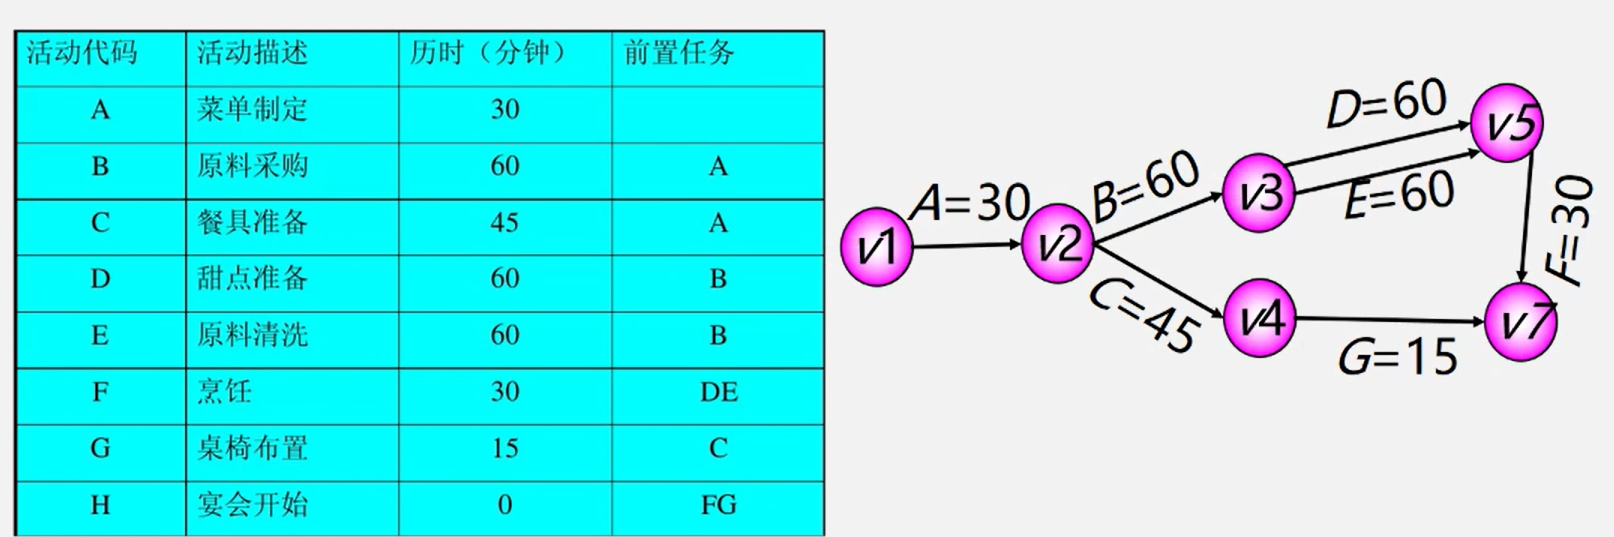 活动代码 活动描述 历时（分钟） 前置任务
A 菜单制定 30
B 原料采购 60 A
C 餐具准备 45 A
D 甜点准备 60 B
E 原料清洗 60 B
F 烹饪 30 DE
G 桌椅布置 15 C
H 宴会开始 0 FG
D=60
v5
B=60
v3
E=60
A=30
v1
v2
F=30
C=45
v4
v7
G=15